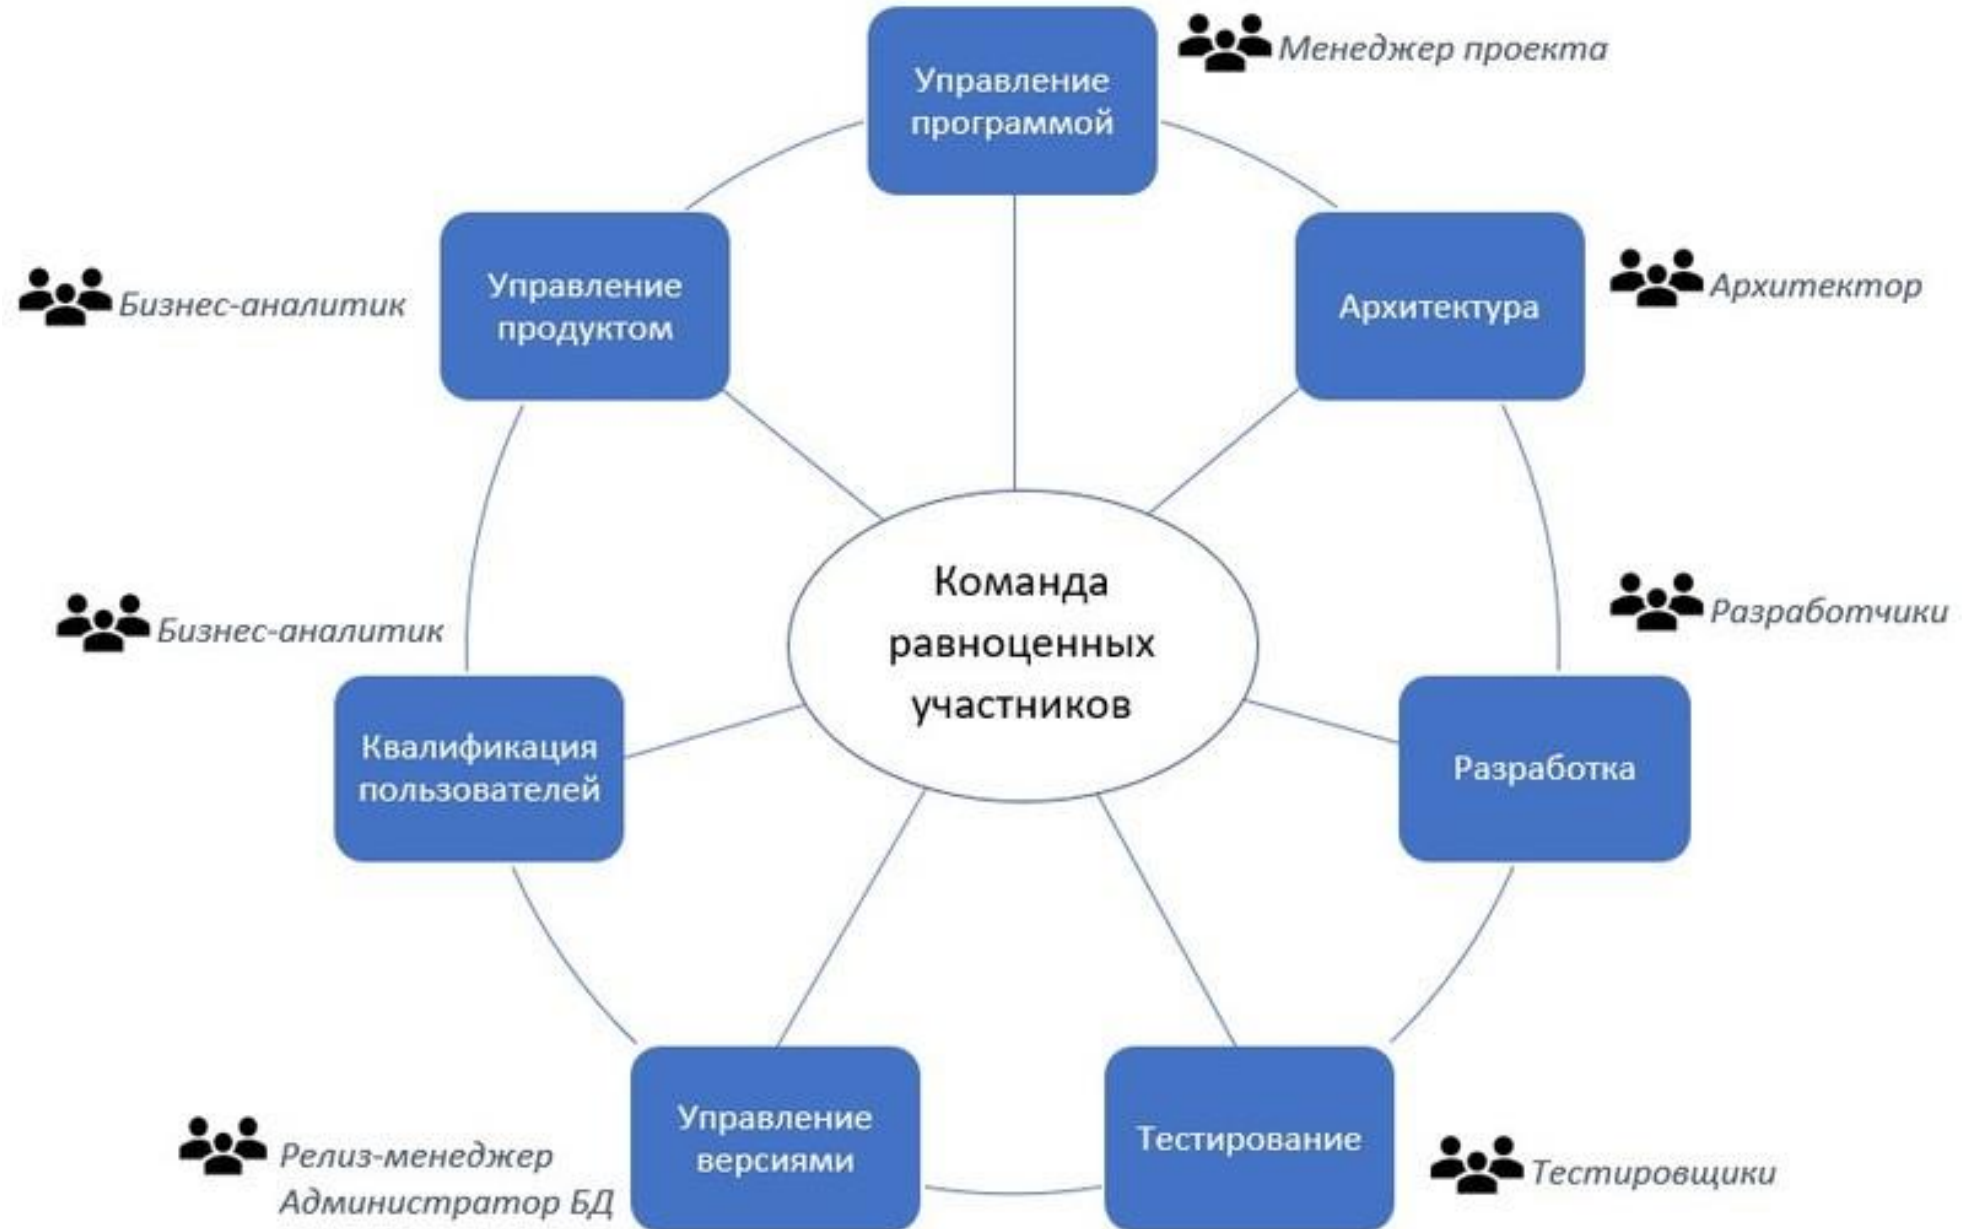 Управление
программой
Менеджер проекта
Управление
продуктом
Бизнес-аналитик
Архитектура
Архитектор
Команда
равноценных
участников
Бизнес-аналитик
Разработчики
Квалификация
пользователей
Разработка
Управление
версиями
Релиз-менеджер
Администратор БД
Тестирование
Тестировщики